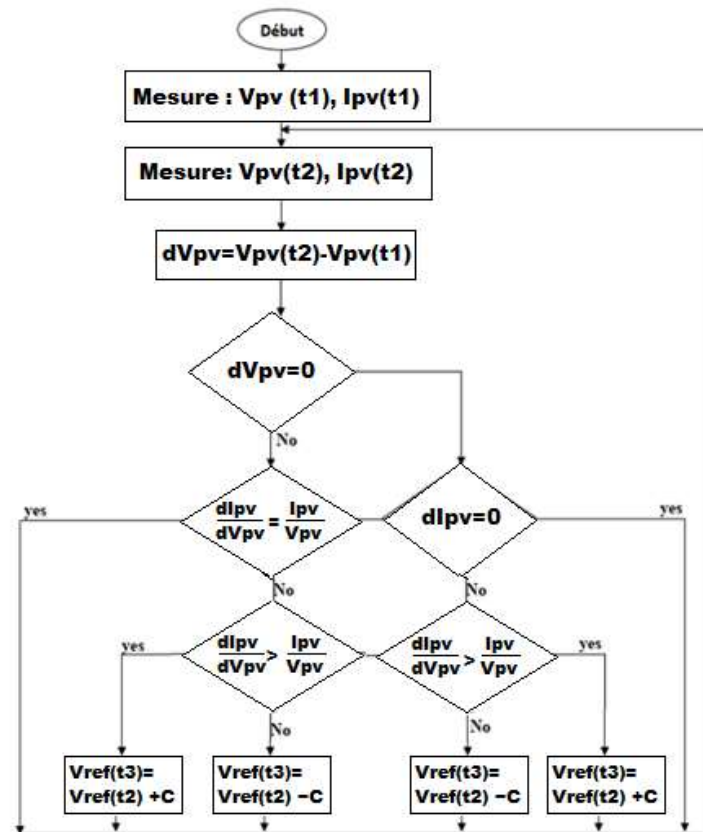 Début
Mesure : Vpv (t1), Ipv(t1)
Mesure: Vpv(t2), Ipv(t2)
dVpv=Vpv(t2)-Vpv(t1)
dVpv=0
No
yes
dIpv/dVpv = Ipv/Vpv
dIpv=0
yes
No
No
yes
dIpv/dVpv > Ipv/Vpv
dIpv/dVpv > Ipv/Vpv
yes
No
No
Vref(t3)=
Vref(t2) +C
Vref(t3)=
Vref(t2) −C
Vref(t3)=
Vref(t2) −C
Vref(t3)=
Vref(t2) +C